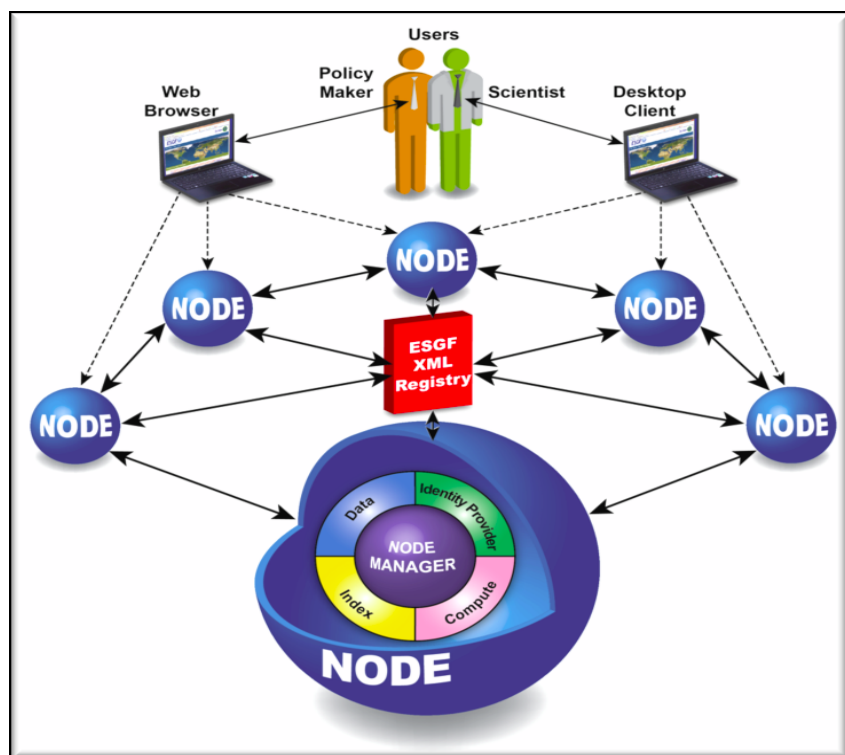 Users
Policy
Maker
Scientist
Web
Browser
Desktop
Client
NODE
NODE
NODE
ESGF
XML
Registry
NODE
NODE
Data
Identity Provider
NODE
MANAGER
Index
Compute
NODE